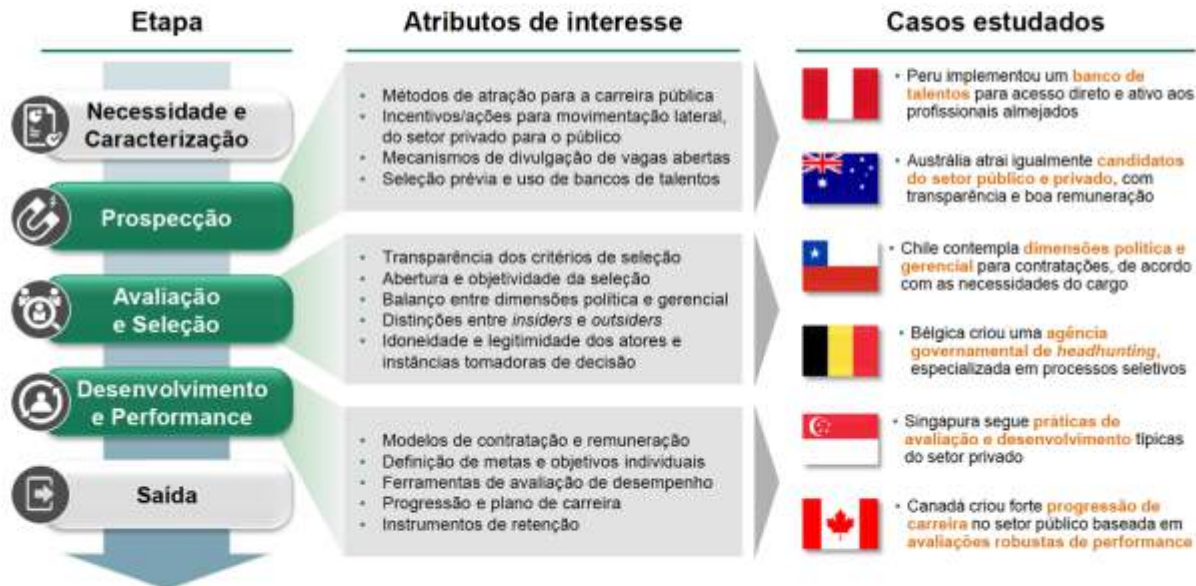 Etapa
Atributos de interesse
Casos estudados
Necessidade e
Caracterização
Prospecção
Avaliação
e Seleção
Desenvolvimento
e Performance
Saída
• Métodos de atração para a carreira pública
• Incentivos/ações para movimentação lateral,
do setor privado para o público
• Mecanismos de divulgação de vagas abertas
• Seleção prévia e uso de bancos de talentos
• Transparência dos critérios de seleção
• Abertura e objetividade da seleção
• Balanço entre dimensões política e gerencial
• Distinções entre insiders e outsiders
• Idoneidade e legitimidade dos atores e
instâncias tomadoras de decisão
• Modelos de contratação e remuneração
• Definição de metas e objetivos individuais
• Ferramentas de avaliação de desempenho
• Progressão e plano de carreira
• Instrumentos de retenção
• Peru implementou um banco de
talentos para acesso direto e ativo aos
profissionais almejados
• Austrália atrai igualmente candidatos
do setor público e privado, com
transparência e boa remuneração
• Chile contempla dimensões política e
gerencial para contratações, de acordo
com as necessidades do cargo
• Bélgica criou uma agência
governamental de headhunting,
especializada em processos seletivos
• Singapura segue práticas de
avaliação e desenvolvimento típicas
do setor privado
• Canadá criou forte progressão de
carreira no setor público baseada em
avaliações robustas de performance